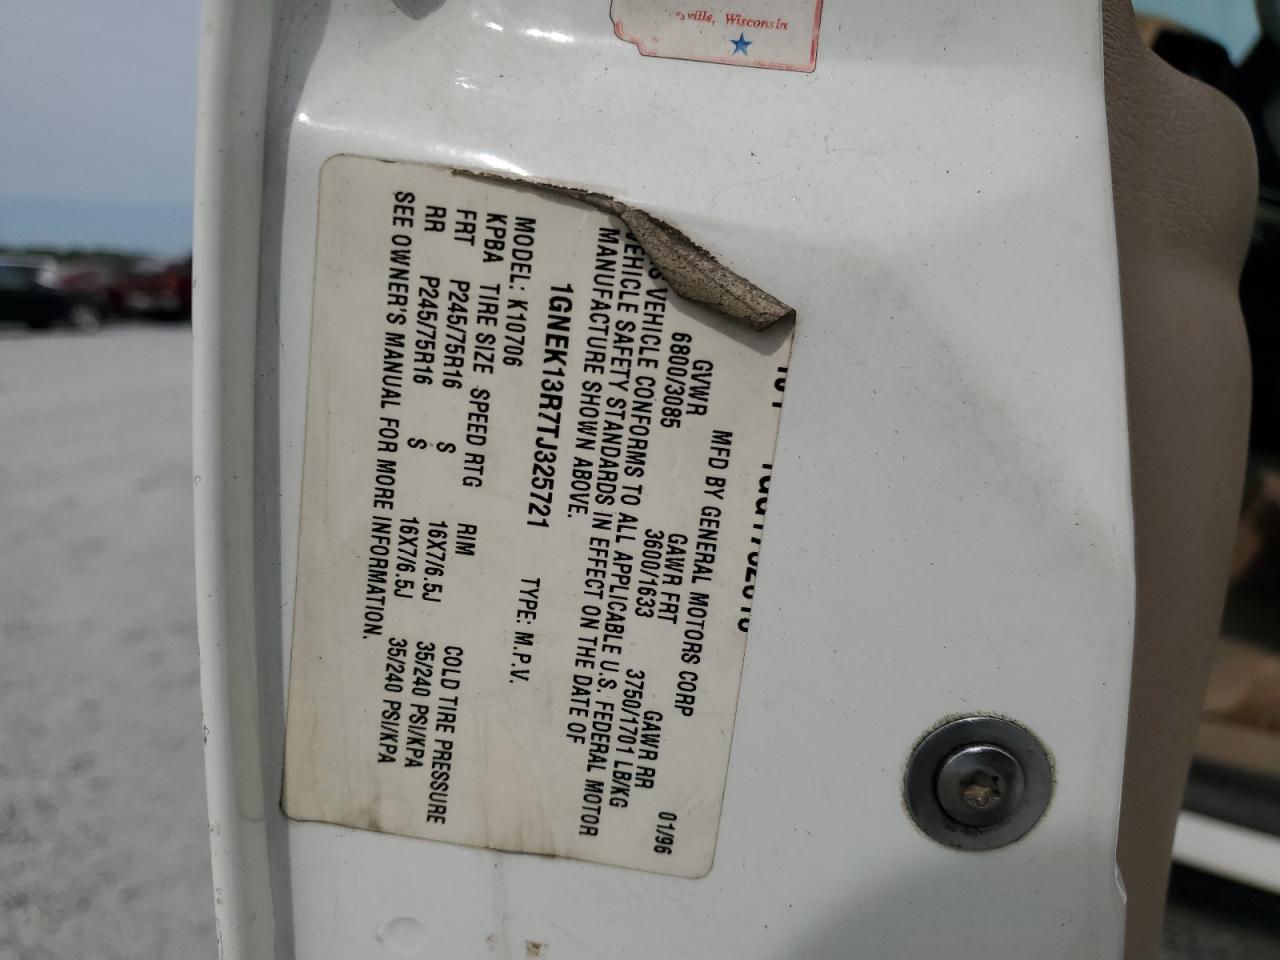 ville, Wisconsin
MFD BY GENERAL MOTORS CORP 01/96
GVWR GAWR FRT GAWR RR
6800/3085 3600/1633 3750/1701 LB/KG
VEHICLE CONFORMS TO ALL APPLICABLE U.S. FEDERAL MOTOR
VEHICLE SAFETY STANDARDS IN EFFECT ON THE DATE OF
MANUFACTURE SHOWN ABOVE.
1GNEK13R7TJ325721 TYPE: M.P.V.
MODEL: K10706
KPBA TIRE SIZE SPEED RTG RIM COLD TIRE PRESSURE
FRT P245/75R16 S 16X7/6.5J 35/240 PSI/KPA
RR P245/75R16 S 16X7/6.5J 35/240 PSI/KPA
SEE OWNER'S MANUAL FOR MORE INFORMATION.